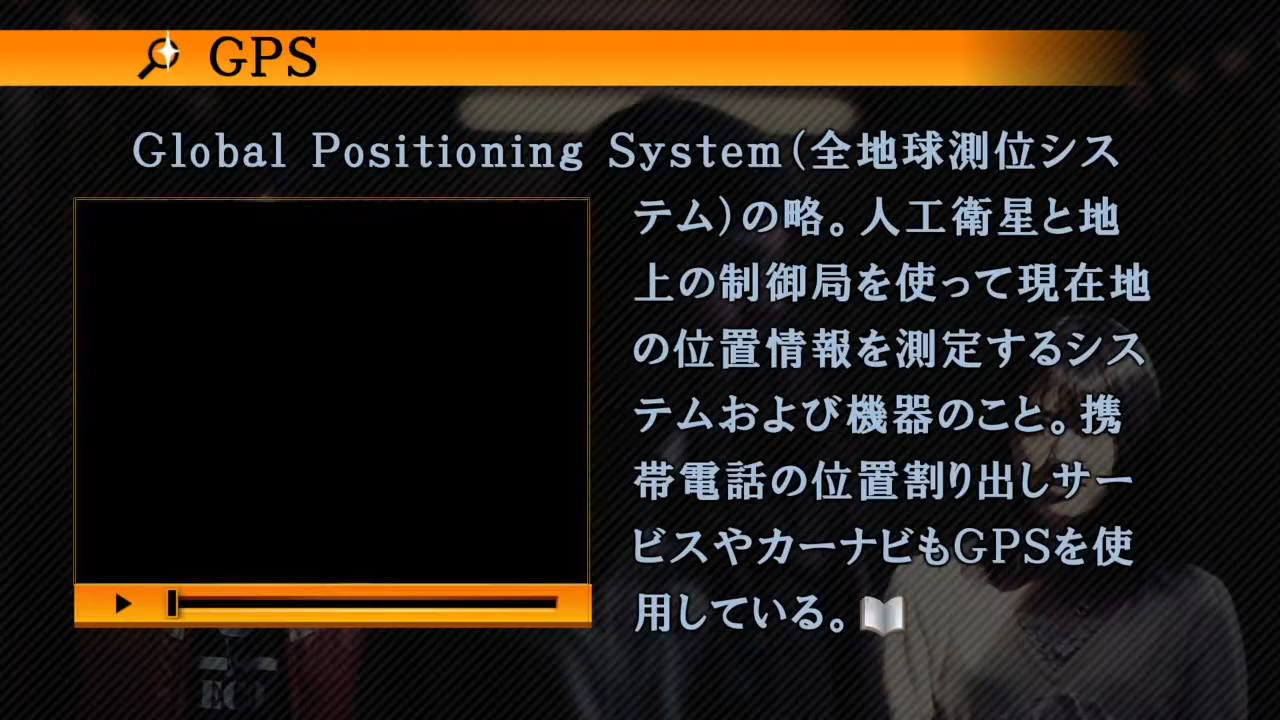 GPS
Global Positioning System(全地球測位シス
テム)の略。人工衛星と地
上の制御局を使って現在地
の位置情報を測定するシス
テムおよび機器のこと。携
帯電話の位置割り出しサー
ビスやカーナビもGPSを使
用している。